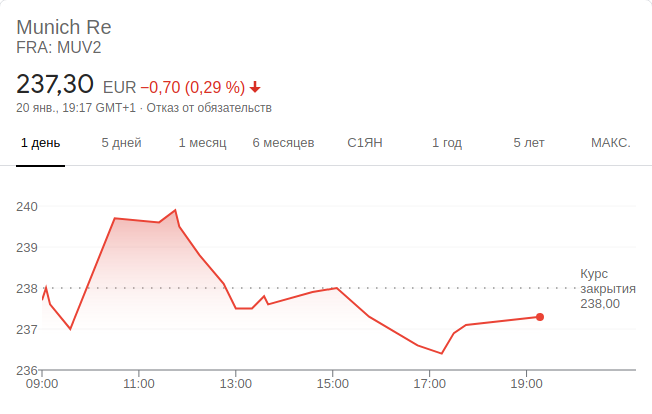 Munich Re
FRA: MUV2
237,30 EUR −0,70 (0,29 %)
20 янв., 19:17 GMT+1 · Отказ от обязательств
1 день 5 дней 1 месяц 6 месяцев С1ЯН 1 год 5 лет МАКС.
240
239
238
237
236
Курс
закрытия
238,00
09:00 11:00 13:00 15:00 17:00 19:00